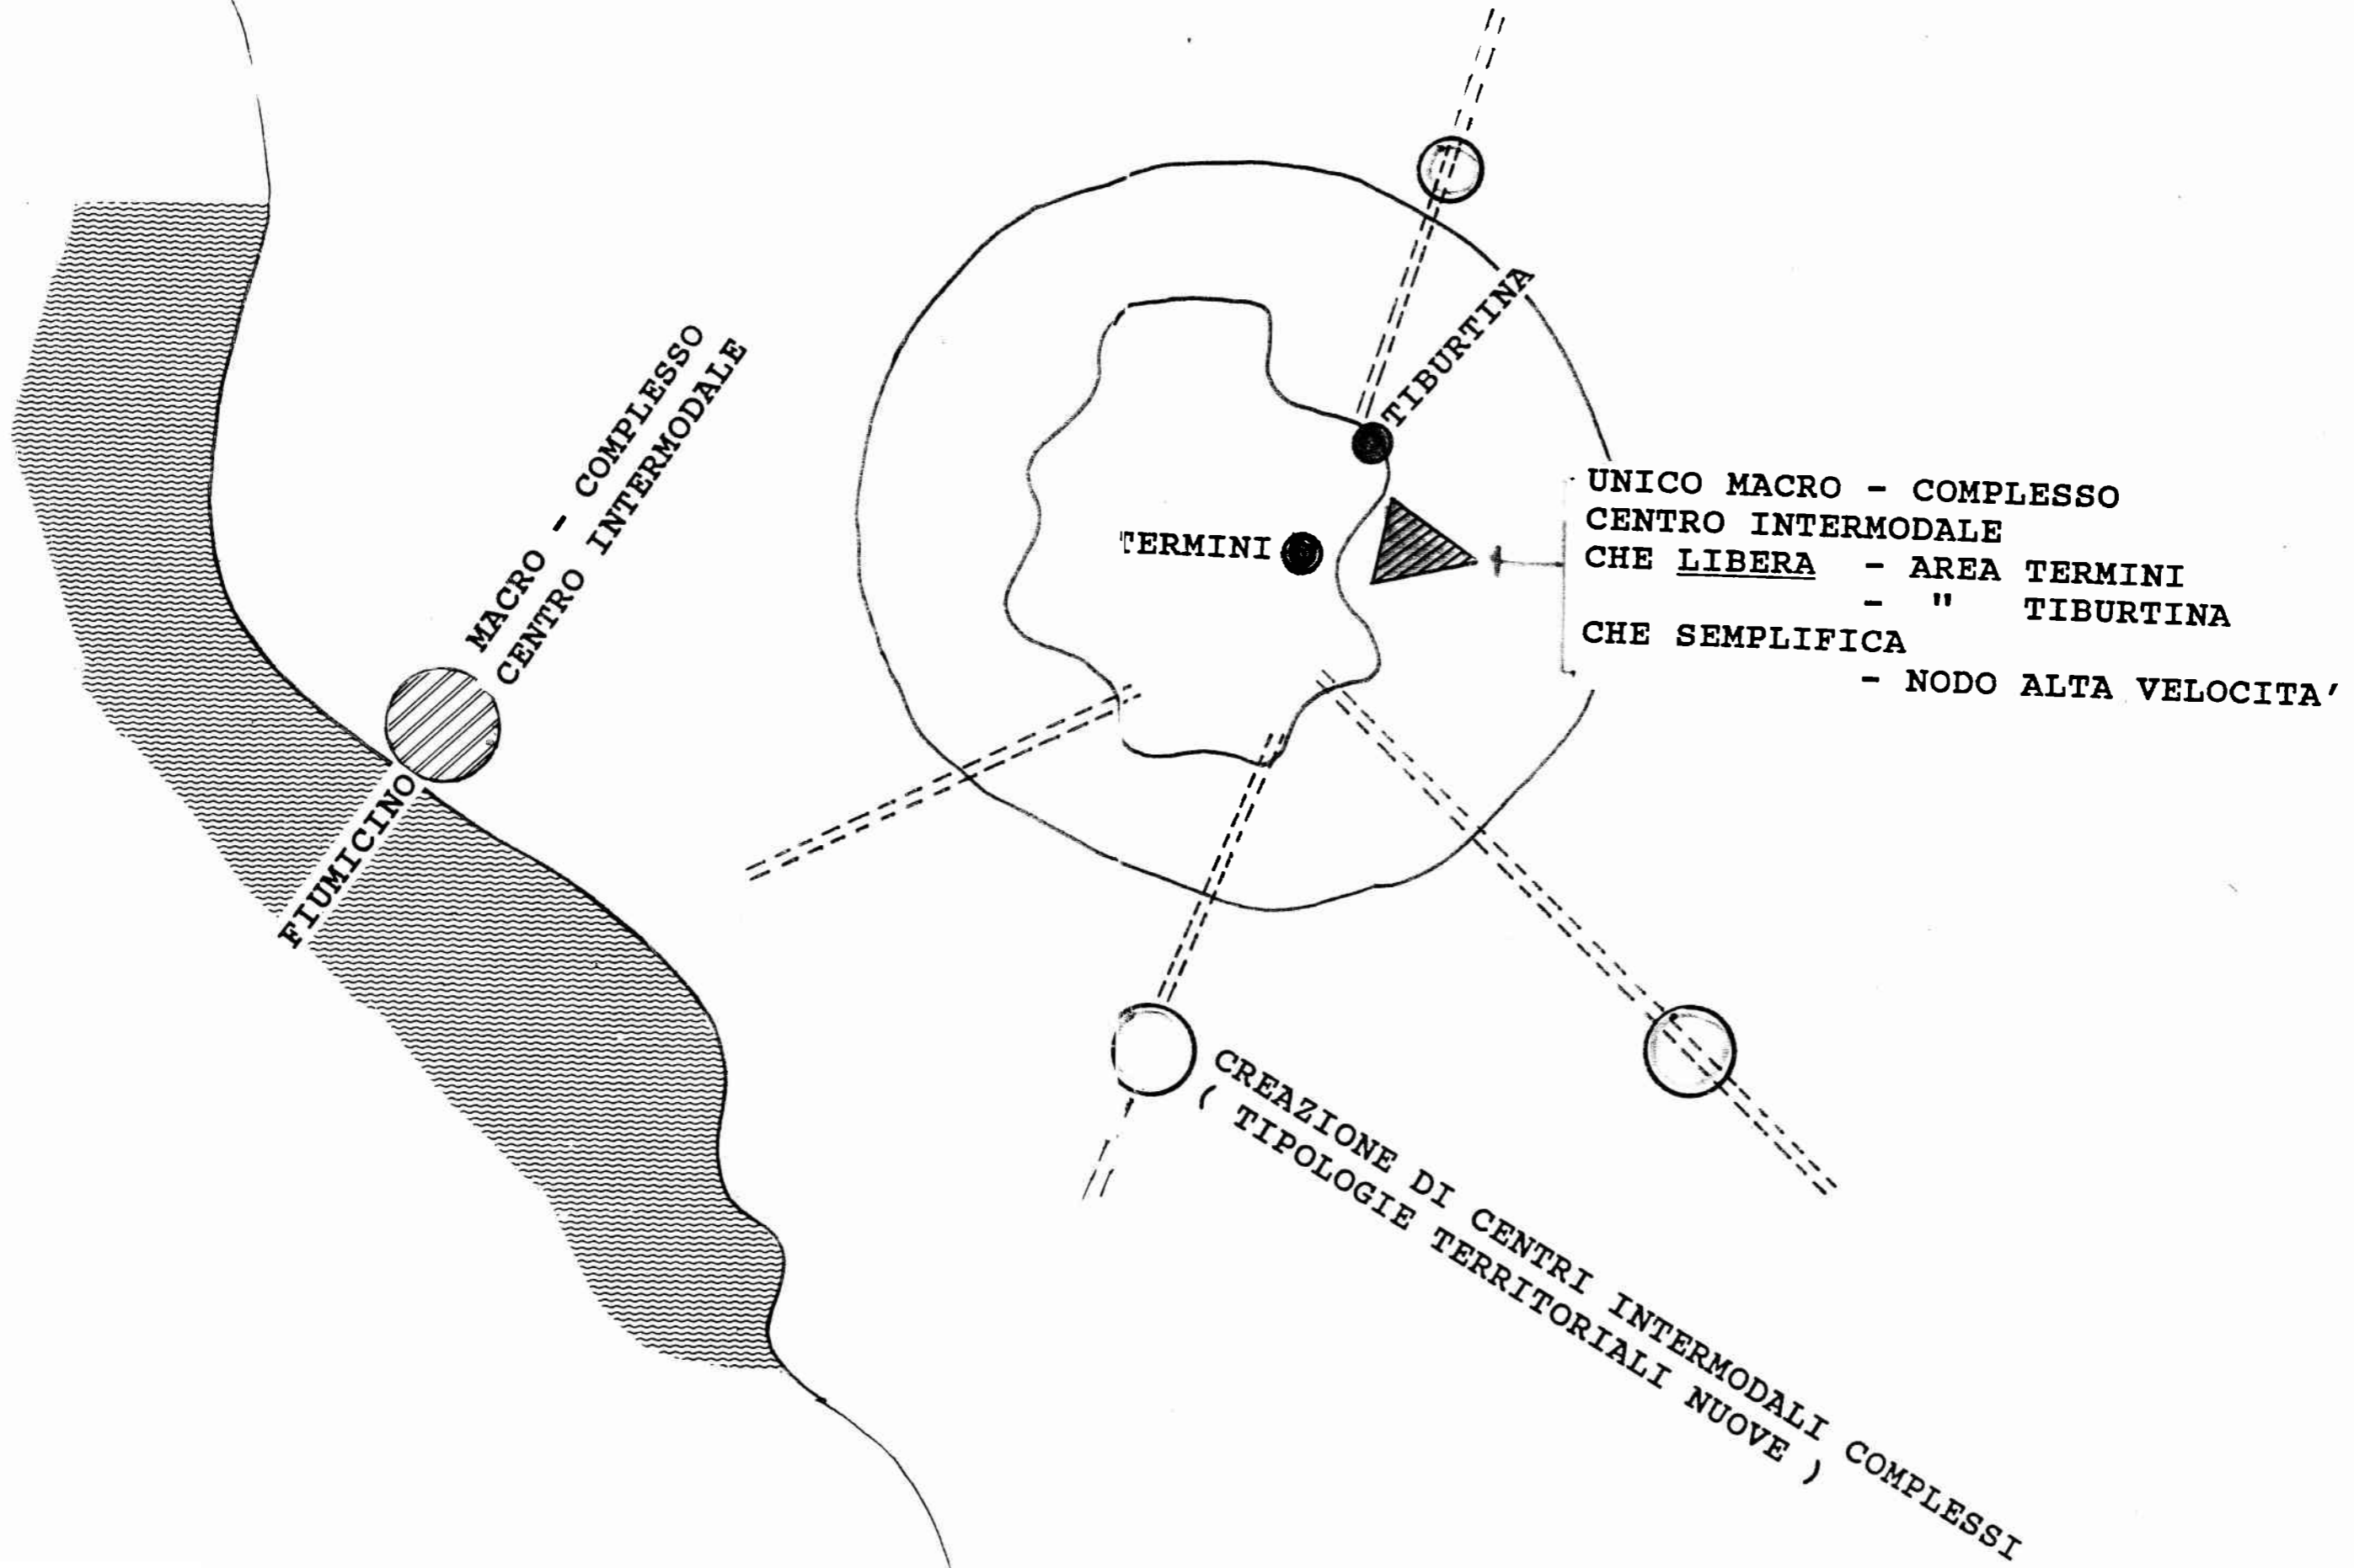 TIBURTINA
MACRO - COMPLESSO
CENTRO INTERMODALE
TERMINI
UNICO MACRO - COMPLESSO
CENTRO INTERMODALE
CHE LIBERA - AREA TERMINI
- " TIBURTINA
CHE SEMPLIFICA
- NODO ALTA VELOCITA'
FIUMICINO
CREAZIONE DI CENTRI INTERMODALI COMPLESSI
( TIPOLOGIE TERRITORIALI NUOVE )